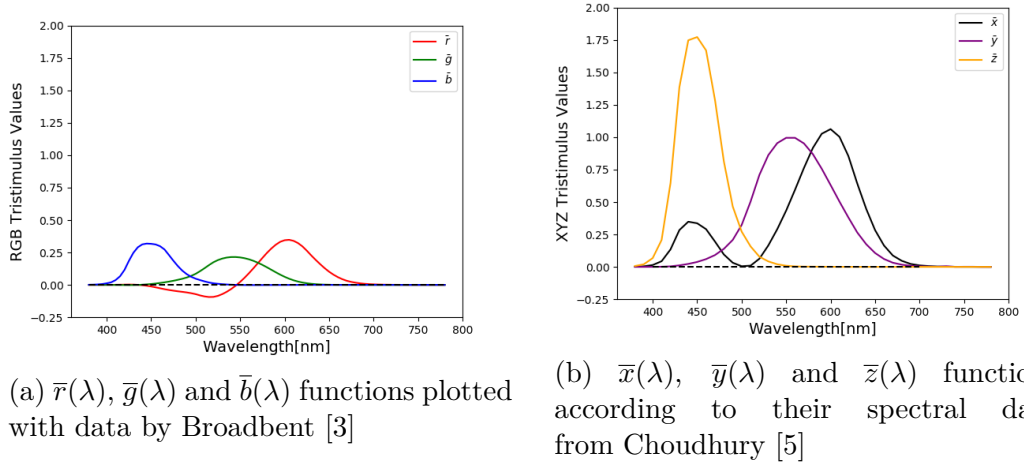 2.00
1.75
1.50
1.25
1.00
0.75
0.50
0.25
0.00
−0.25
400 450 500 550 600 650 700 750 800
RGB Tristimulus Values
Wavelength[nm]
r̄
ḡ
b̄
(a) r̅(λ), g̅(λ) and b̅(λ) functions plotted
with data by Broadbent [3]
2.00
1.75
1.50
1.25
1.00
0.75
0.50
0.25
0.00
−0.25
400 450 500 550 600 650 700 750 800
XYZ Tristimulus Values
Wavelength[nm]
x̄
ȳ
z̄
(b) x̅(λ), y̅(λ) and z̅(λ) functio
according to their spectral da
from Choudhury [5]